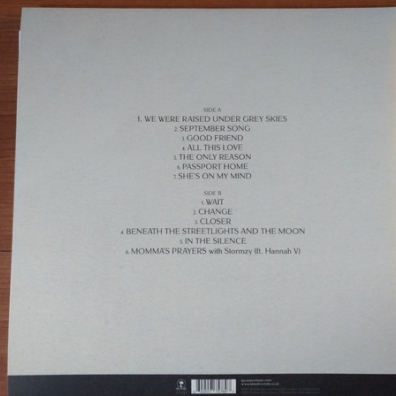 SIDE A
1. WE WERE RAISED UNDER GREY SKIES
2. SEPTEMBER SONG
3. GOOD FRIEND
4. ALL THIS LOVE
5. THE ONLY REASON
6. PASSPORT HOME
7. SHE'S ON MY MIND
SIDE B
1. WAIT
2. CHANGE
3. CLOSER
4. BENEATH THE STREETLIGHTS AND THE MOON
5. IN THE SILENCE
6. MOMMA'S PRAYERS with Stormzy (ft. Hannah V)